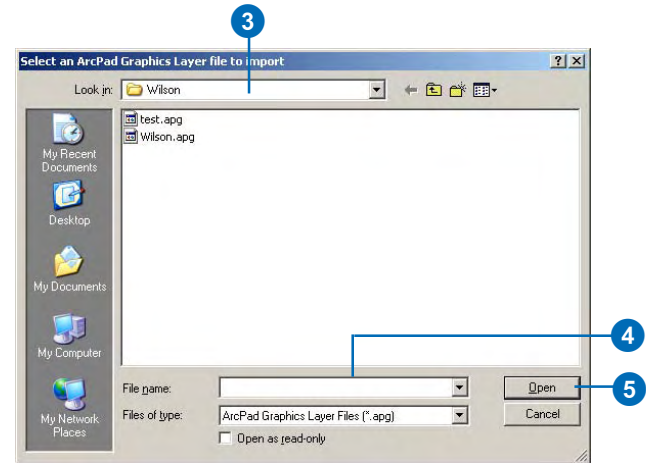 3
Select an ArcPad Graphics Layer file to import
Look in: Wilson
test.apg
Wilson.apg
My Recent
Documents
Desktop
My Documents
My Computer
My Network
Places
4
File name:
Open
5
Files of type: ArcPad Graphics Layer Files (*.apg)
Cancel
Open as read-only